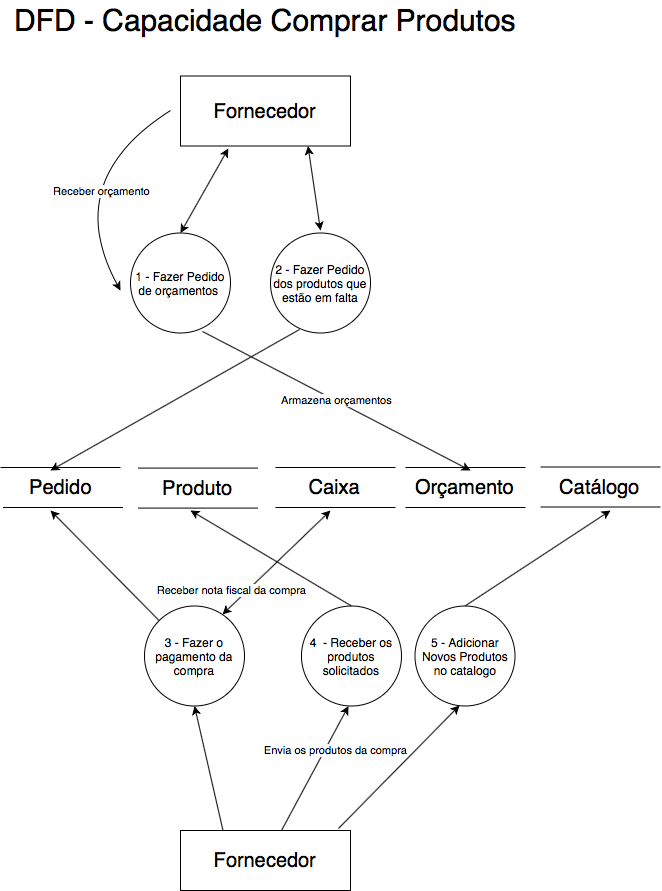 DFD - Capacidade Comprar Produtos
Fornecedor
Receber orçamento
1 - Fazer Pedido
de orçamentos
2 - Fazer Pedido
dos produtos que
estão em falta
Armazena orçamentos
Pedido
Produto
Caixa
Orçamento
Catálogo
Receber nota fiscal da compra
3 - Fazer o
pagamento da
compra
4 - Receber os
produtos
solicitados
5 - Adicionar
Novos Produtos
no catalogo
Envia os produtos da compra
Fornecedor